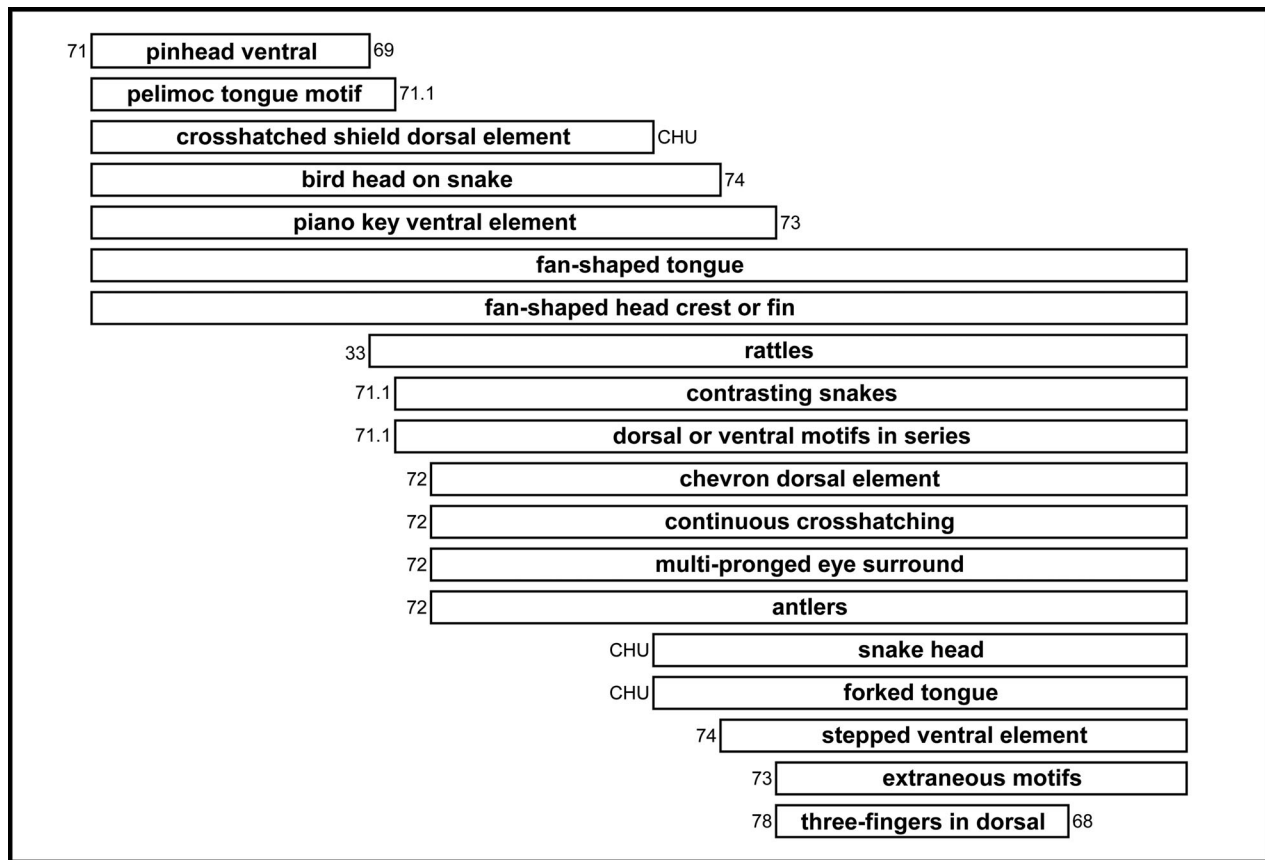 71 pinhead ventral 69
pelimoc tongue motif 71.1
crosshatched shield dorsal element CHU
bird head on snake 74
piano key ventral element 73
fan-shaped tongue
fan-shaped head crest or fin
33 rattles
71.1 contrasting snakes
71.1 dorsal or ventral motifs in series
72 chevron dorsal element
72 continuous crosshatching
72 multi-pronged eye surround
72 antlers
CHU snake head
CHU forked tongue
74 stepped ventral element
73 extraneous motifs
78 three-fingers in dorsal 68